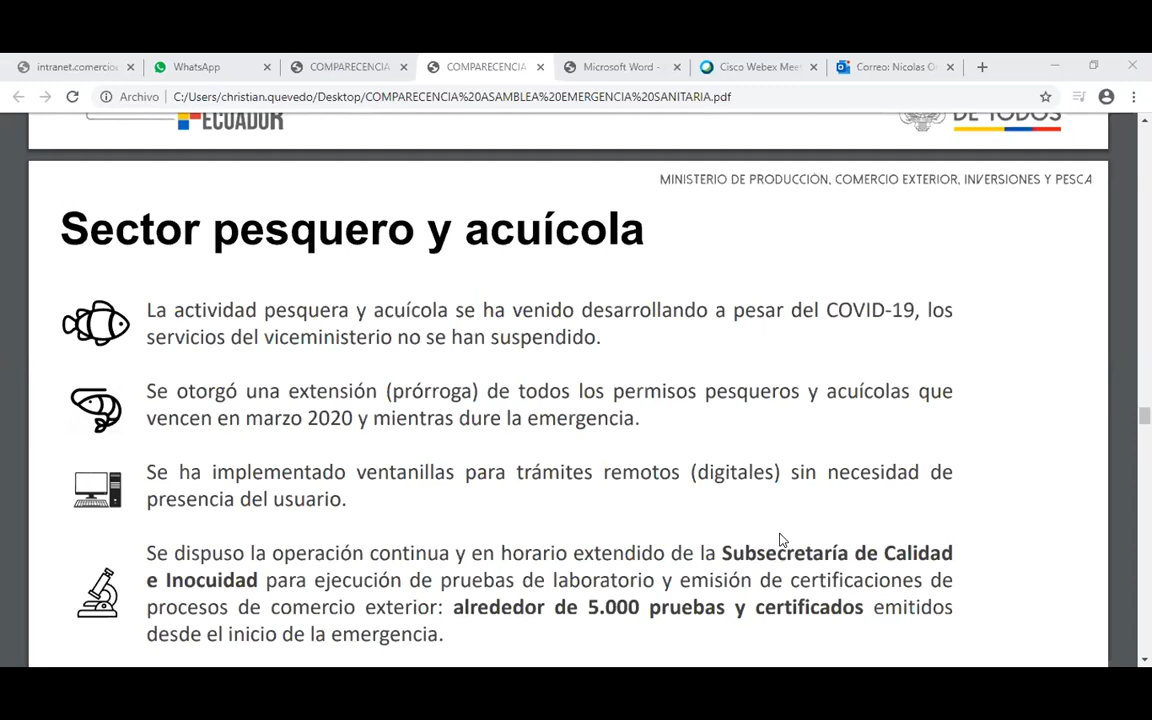 intranet.comercio
WhatsApp
COMPARECENCIA
COMPARECENCIA
Microsoft Word -
Cisco Webex Mee
Correo: Nicolas O
Archivo
C:/Users/christian.quevedo/Desktop/COMPARECENCIA%20ASAMBLEA%20EMERGENCIA%20SANITARIA.pdf
ECUADOR
DE TODOS
MINISTERIO DE PRODUCCIÓN, COMERCIO EXTERIOR, INVERSIONES Y PESCA
Sector pesquero y acuícola
La actividad pesquera y acuícola se ha venido desarrollando a pesar del COVID-19, los
servicios del viceministerio no se han suspendido.
Se otorgó una extensión (prórroga) de todos los permisos pesqueros y acuícolas que
vencen en marzo 2020 y mientras dure la emergencia.
Se ha implementado ventanillas para trámites remotos (digitales) sin necesidad de
presencia del usuario.
Se dispuso la operación continua y en horario extendido de la Subsecretaría de Calidad
e Inocuidad para ejecución de pruebas de laboratorio y emisión de certificaciones de
procesos de comercio exterior: alrededor de 5.000 pruebas y certificados emitidos
desde el inicio de la emergencia.